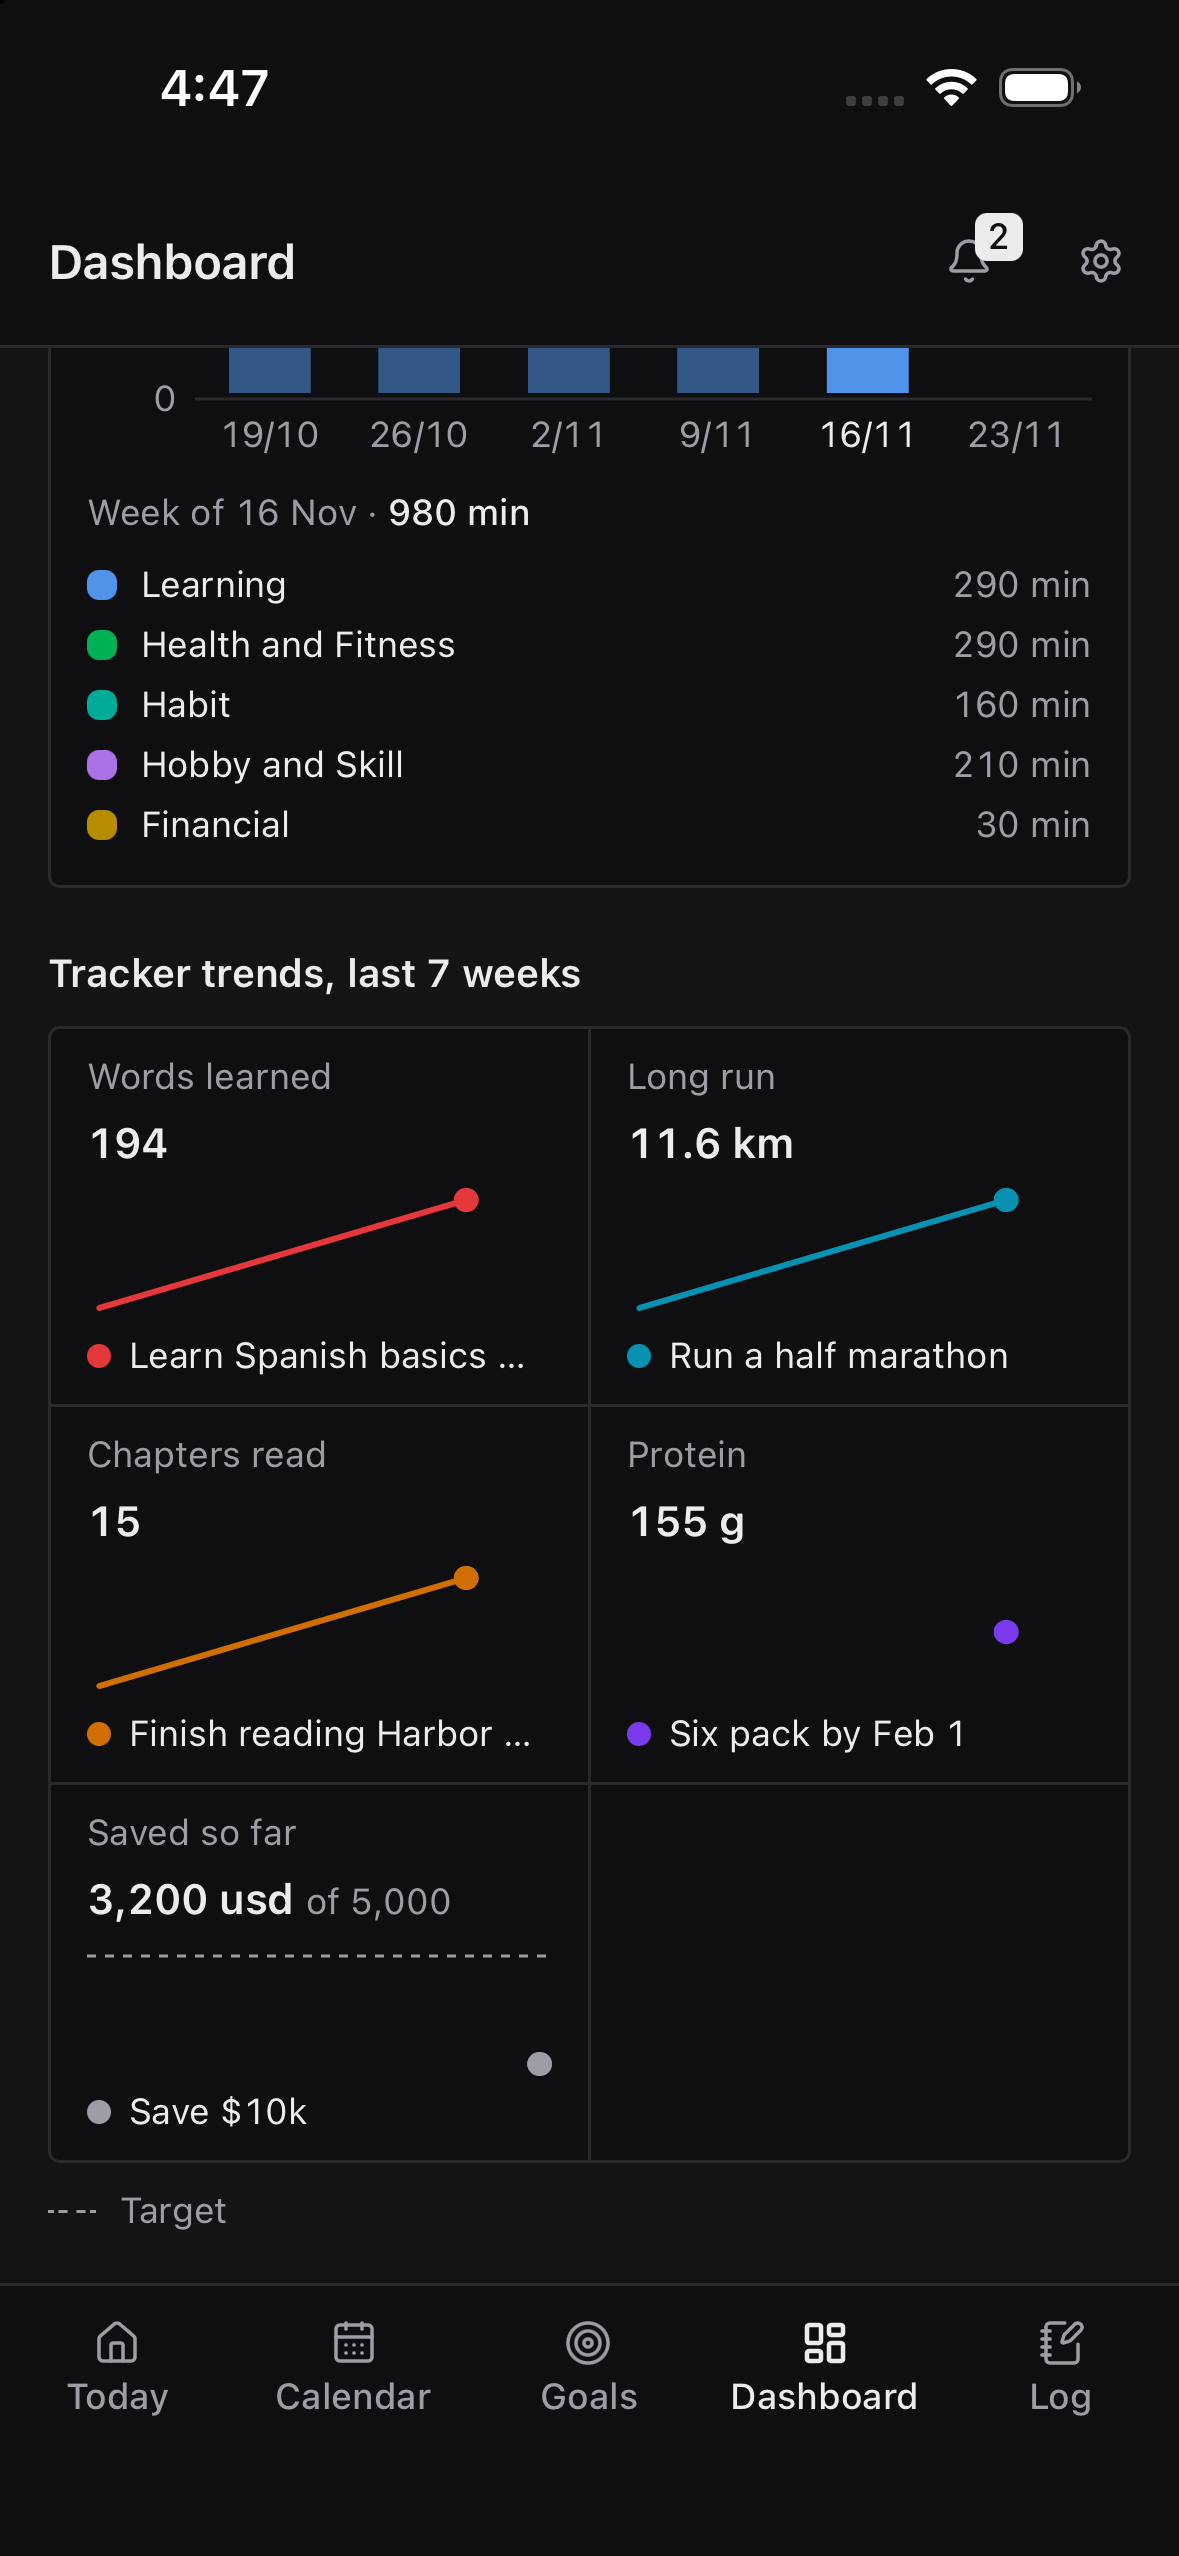 4:47
Dashboard
2
0
19/10 26/10 2/11 9/11 16/11 23/11
Week of 16 Nov · 980 min
Learning 290 min
Health and Fitness 290 min
Habit 160 min
Hobby and Skill 210 min
Financial 30 min
Tracker trends, last 7 weeks
Words learned
194
Learn Spanish basics ...
Long run
11.6 km
Run a half marathon
Chapters read
15
Finish reading Harbor ...
Protein
155 g
Six pack by Feb 1
Saved so far
3,200 usd of 5,000
Save $10k
Target
Today Calendar Goals Dashboard Log